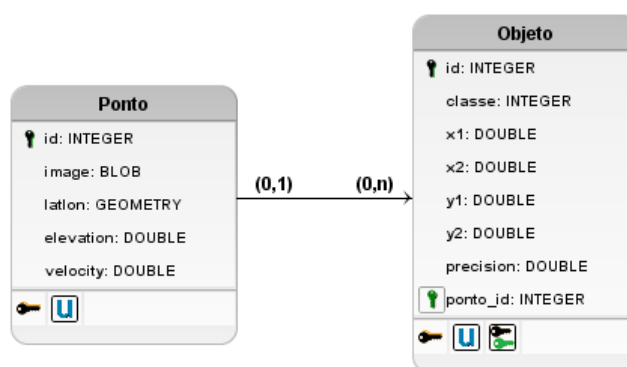 Ponto
id: INTEGER
image: BLOB
latlon: GEOMETRY
elevation: DOUBLE
velocity: DOUBLE
U
(0,1)
(0,n)
Objeto
id: INTEGER
classe: INTEGER
x1: DOUBLE
x2: DOUBLE
y1: DOUBLE
y2: DOUBLE
precision: DOUBLE
ponto_id: INTEGER
U